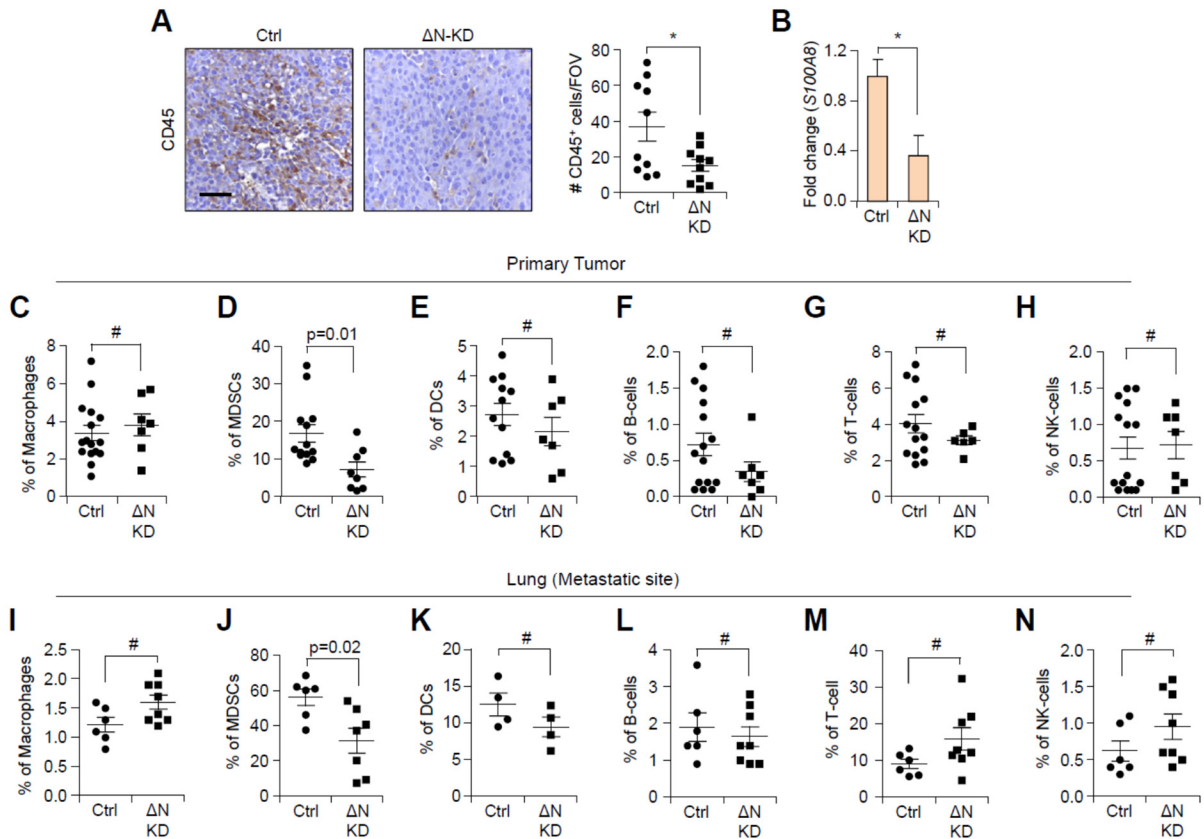 A
Ctrl
ΔN-KD
CD45
# CD45⁺ cells/FOV
80
60
40
20
0
*
Ctrl
ΔN
KD
B
Fold change (S100A8)
1.2
0.8
0.4
0
*
Ctrl
ΔN
KD
Primary Tumor
C
% of Macrophages
8
6
4
2
0
#
Ctrl
ΔN
KD
D
% of MDSCs
40
30
20
10
0
p=0.01
Ctrl
ΔN
KD
E
% of DCs
5
4
3
2
1
0
#
Ctrl
ΔN
KD
F
% of B-cells
2.0
1.5
1.0
0.5
0.0
#
Ctrl
ΔN
KD
G
% of T-cells
8
6
4
2
0
#
Ctrl
ΔN
KD
H
% of NK-cells
2.0
1.5
1.0
0.5
0.0
#
Ctrl
ΔN
KD
Lung (Metastatic site)
I
% of Macrophages
2.5
2.0
1.5
1.0
0.5
0.0
#
Ctrl
ΔN
KD
J
% of MDSCs
80
60
40
20
0
p=0.02
Ctrl
ΔN
KD
K
% of DCs
20
15
10
5
0
#
Ctrl
ΔN
KD
L
% of B-cells
5
4
3
2
1
0
#
Ctrl
ΔN
KD
M
% of T-cell
40
30
20
10
0
#
Ctrl
ΔN
KD
N
% of NK-cells
2.0
1.5
1.0
0.5
0.0
#
Ctrl
ΔN
KD